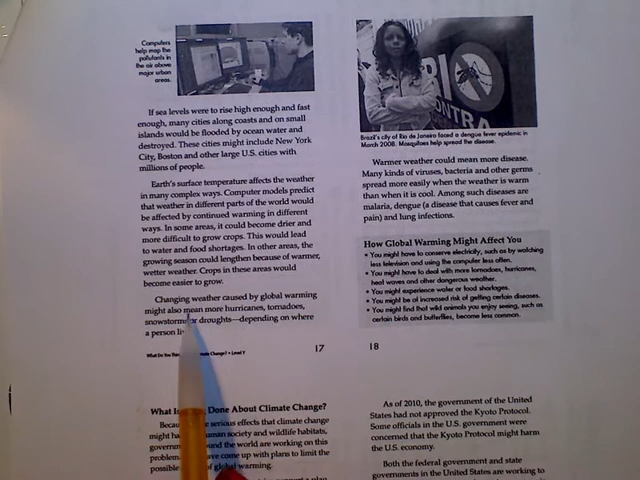 Computers
help map the
pollutants in
the air above
major urban
areas.
If sea levels were to rise high enough and fast
enough, many cities along coasts and on small
islands would be flooded by ocean water and
destroyed. These cities might include New York
City, Boston and other large U.S. cities with
millions of people.
Earth's surface temperature affects the weather
in many complex ways. Computer models predict
that weather in different parts of the world would
be affected by continued warming in different
ways. In some areas, it could become drier and
more difficult to grow crops. This would lead
to water and food shortages. In other areas, the
growing season could lengthen because of warmer,
wetter weather. Crops in these areas would
become easier to grow.
Changing weather caused by global warming
might also mean more hurricanes, tornadoes,
snowstorms or droughts—depending on where
a person
What Do You Climate Change? • Level Y
17
RIO
CONTRA
Brazil's city of Rio de Janeiro faced a dengue fever epidemic in
March 2008. Mosquitoes help spread the disease.
Warmer weather could mean more disease.
Many kinds of viruses, bacteria and other germs
spread more easily when the weather is warm
than when it is cool. Among such diseases are
malaria, dengue (a disease that causes fever and
pain) and lung infections.
How Global Warming Might Affect You
• You might have to conserve electricity, such as by watching
less television and using the computer less often.
• You might have to deal with more tornadoes, hurricanes,
heat waves and other dangerous weather.
• You might experience water or food shortages.
• You might be at increased risk of getting certain diseases.
• You might find that wild animals you enjoy seeing, such as
certain birds and butterflies, become less common.
18
What Done About Climate Change?
serious effects that climate change
might human society and wildlife habitats,
the world are working on this
have come up with plans to limit the
possible of global warming.
As of 2010, the government of the United
States had not approved the Kyoto Protocol.
Some officials in the U.S. government were
concerned that the Kyoto Protocol might harm
the U.S. economy.
Both the federal government and state
governments in the United States are working to